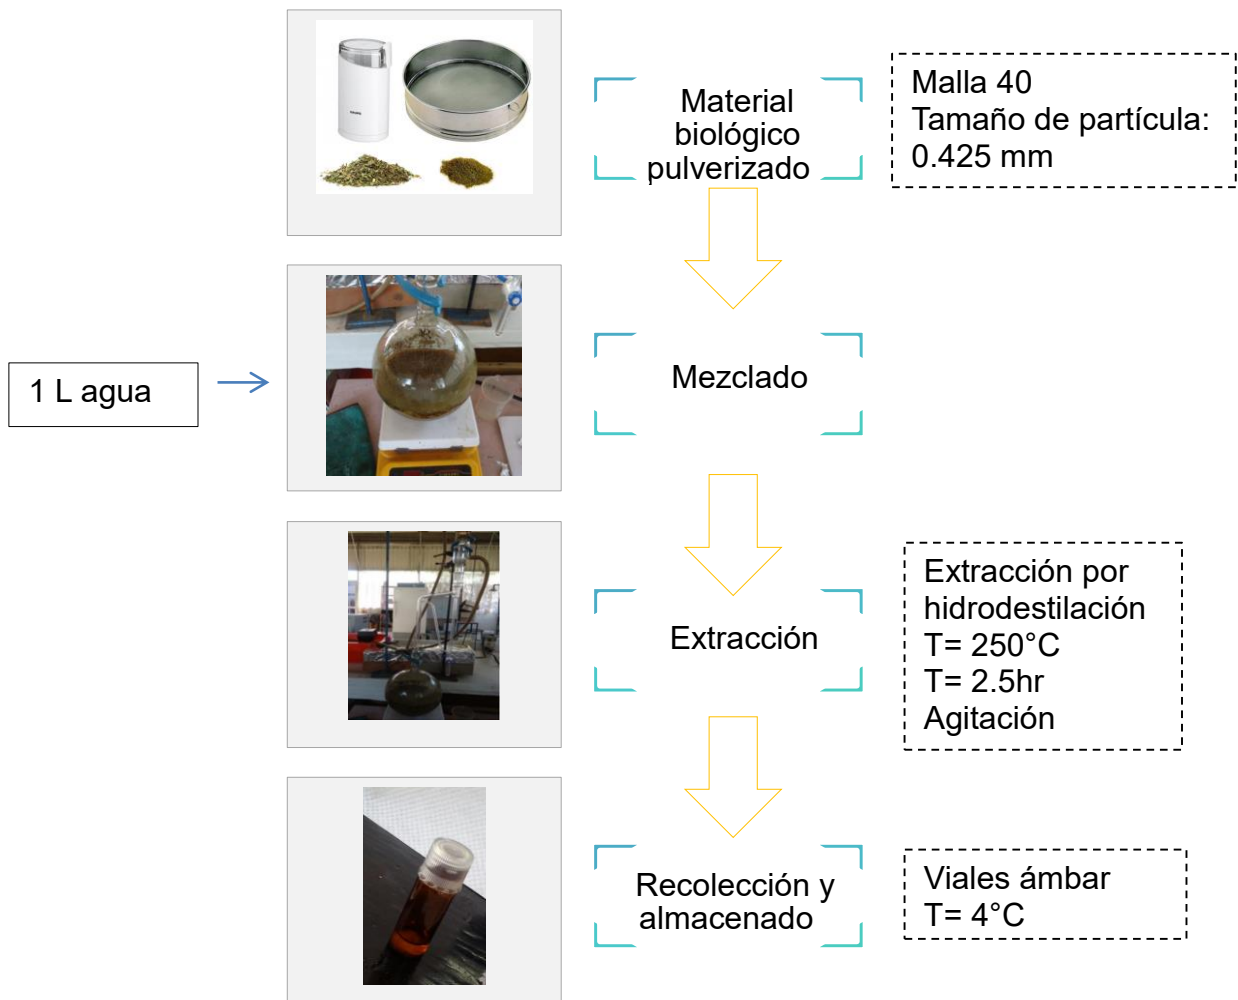 Material
biológico
pulverizado
Malla 40
Tamaño de partícula:
0.425 mm
1 L agua
Mezclado
Extracción
Extracción por
hidrodestilación
T= 250°C
T= 2.5hr
Agitación
Recolección y
almacenado
Viales ámbar
T= 4°C